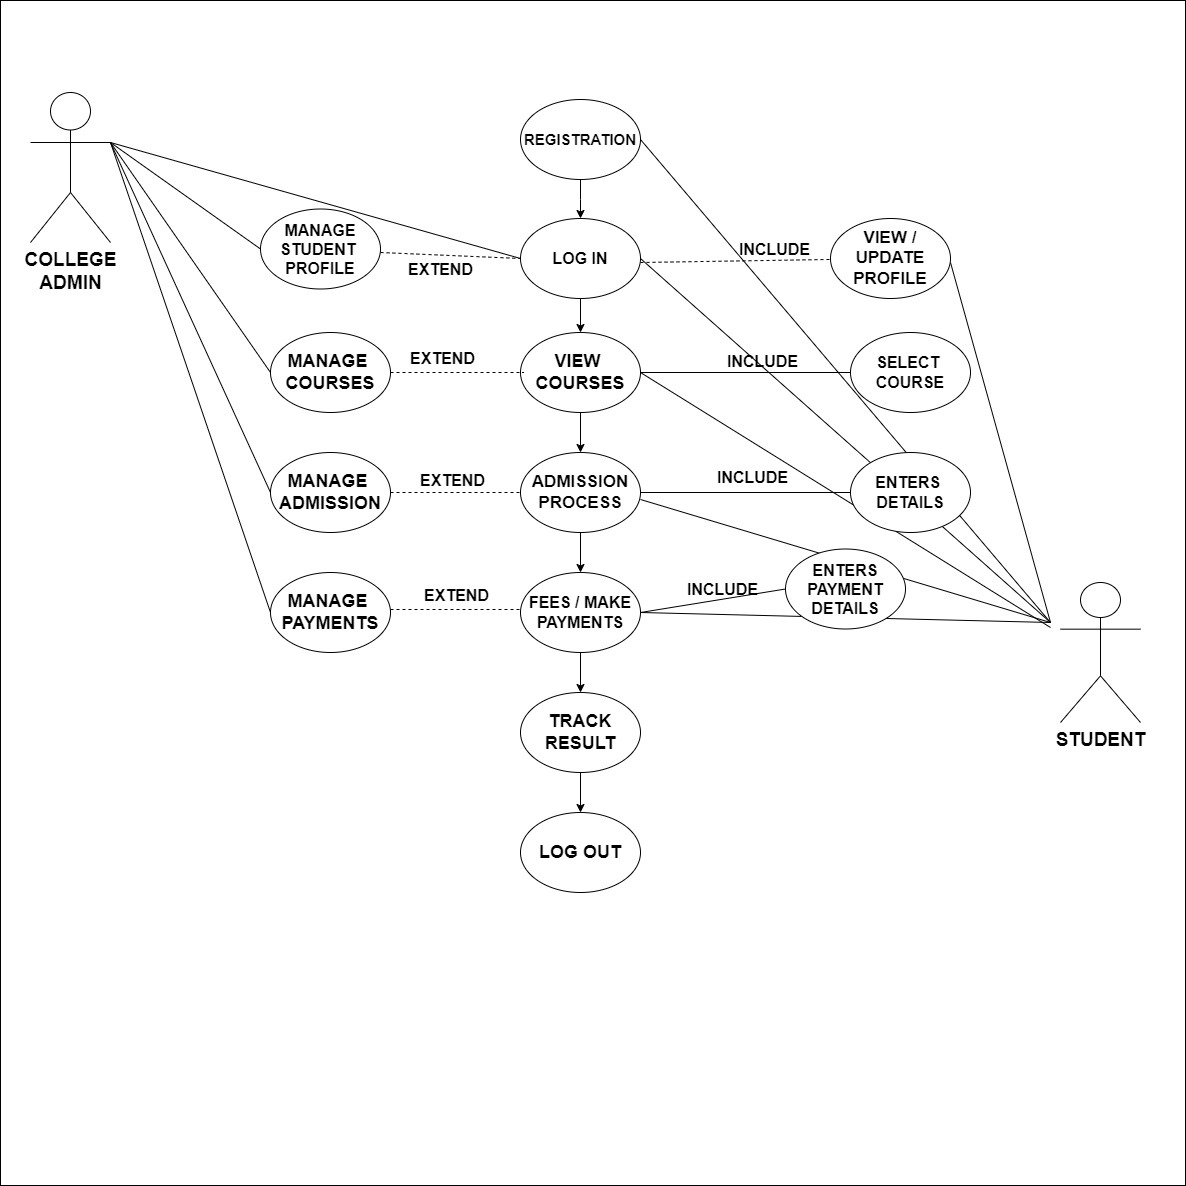 REGISTRATION
COLLEGE
ADMIN
MANAGE
STUDENT
PROFILE
EXTEND
LOG IN
INCLUDE
VIEW /
UPDATE
PROFILE
MANAGE
COURSES
EXTEND
VIEW
COURSES
INCLUDE
SELECT
COURSE
MANAGE
ADMISSION
EXTEND
ADMISSION
PROCESS
INCLUDE
ENTERS
DETAILS
MANAGE
PAYMENTS
EXTEND
FEES / MAKE
PAYMENTS
INCLUDE
ENTERS
PAYMENT
DETAILS
TRACK
RESULT
STUDENT
LOG OUT